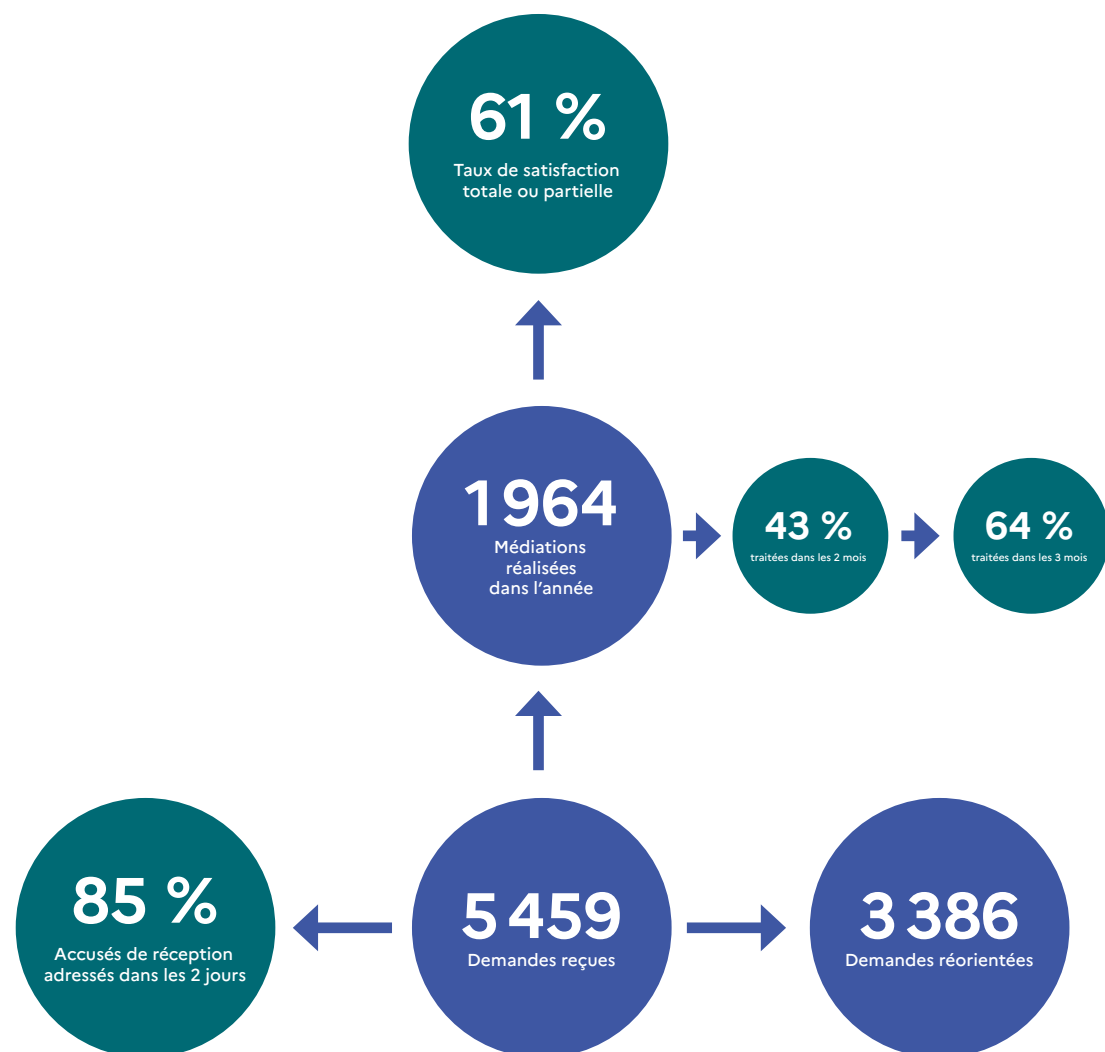 61 %
Taux de satisfaction
totale ou partielle
1 964
Médiations
réalisées
dans l’année
43 %
traitées dans les 2 mois
64 %
traitées dans les 3 mois
85 %
Accusés de réception
adressés dans les 2 jours
5 459
Demandes reçues
3 386
Demandes réorientées